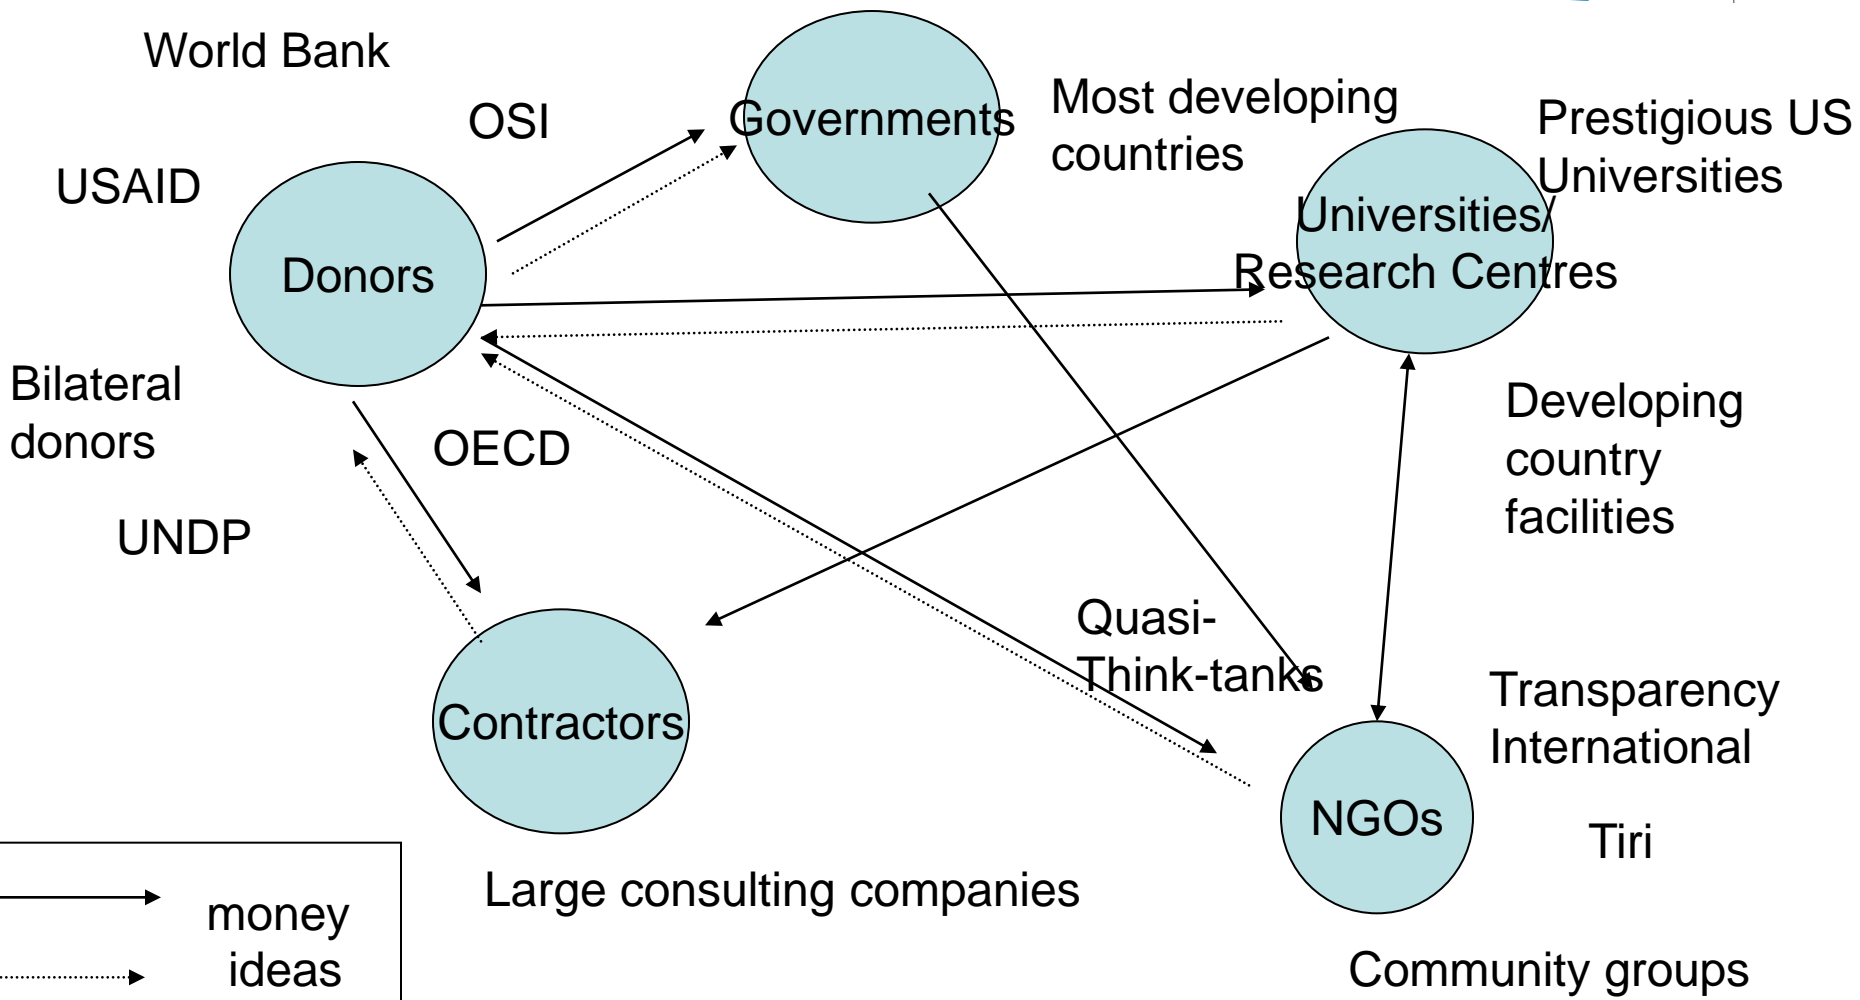 World Bank
OSI
Governments
Most developing
countries
Prestigious US
Universities
USAID
Universities/
Research Centres
Donors
Bilateral
donors
OECD
Developing
country
facilities
UNDP
Quasi-
Think-tanks
Contractors
Transparency
International
NGOs
Tiri
Large consulting companies
money
ideas
Community groups